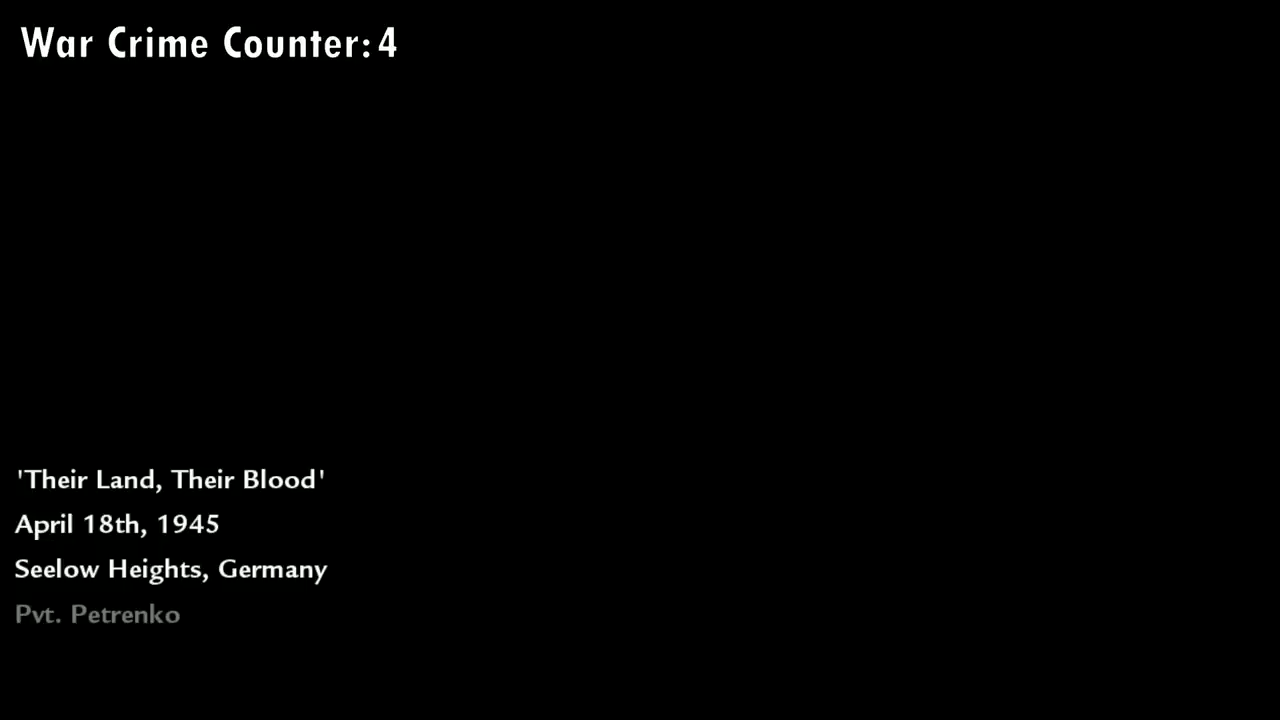 War Crime Counter: 4
'Their Land, Their Blood'
April 18th, 1945
Seelow Heights, Germany
Pvt. Petrenko